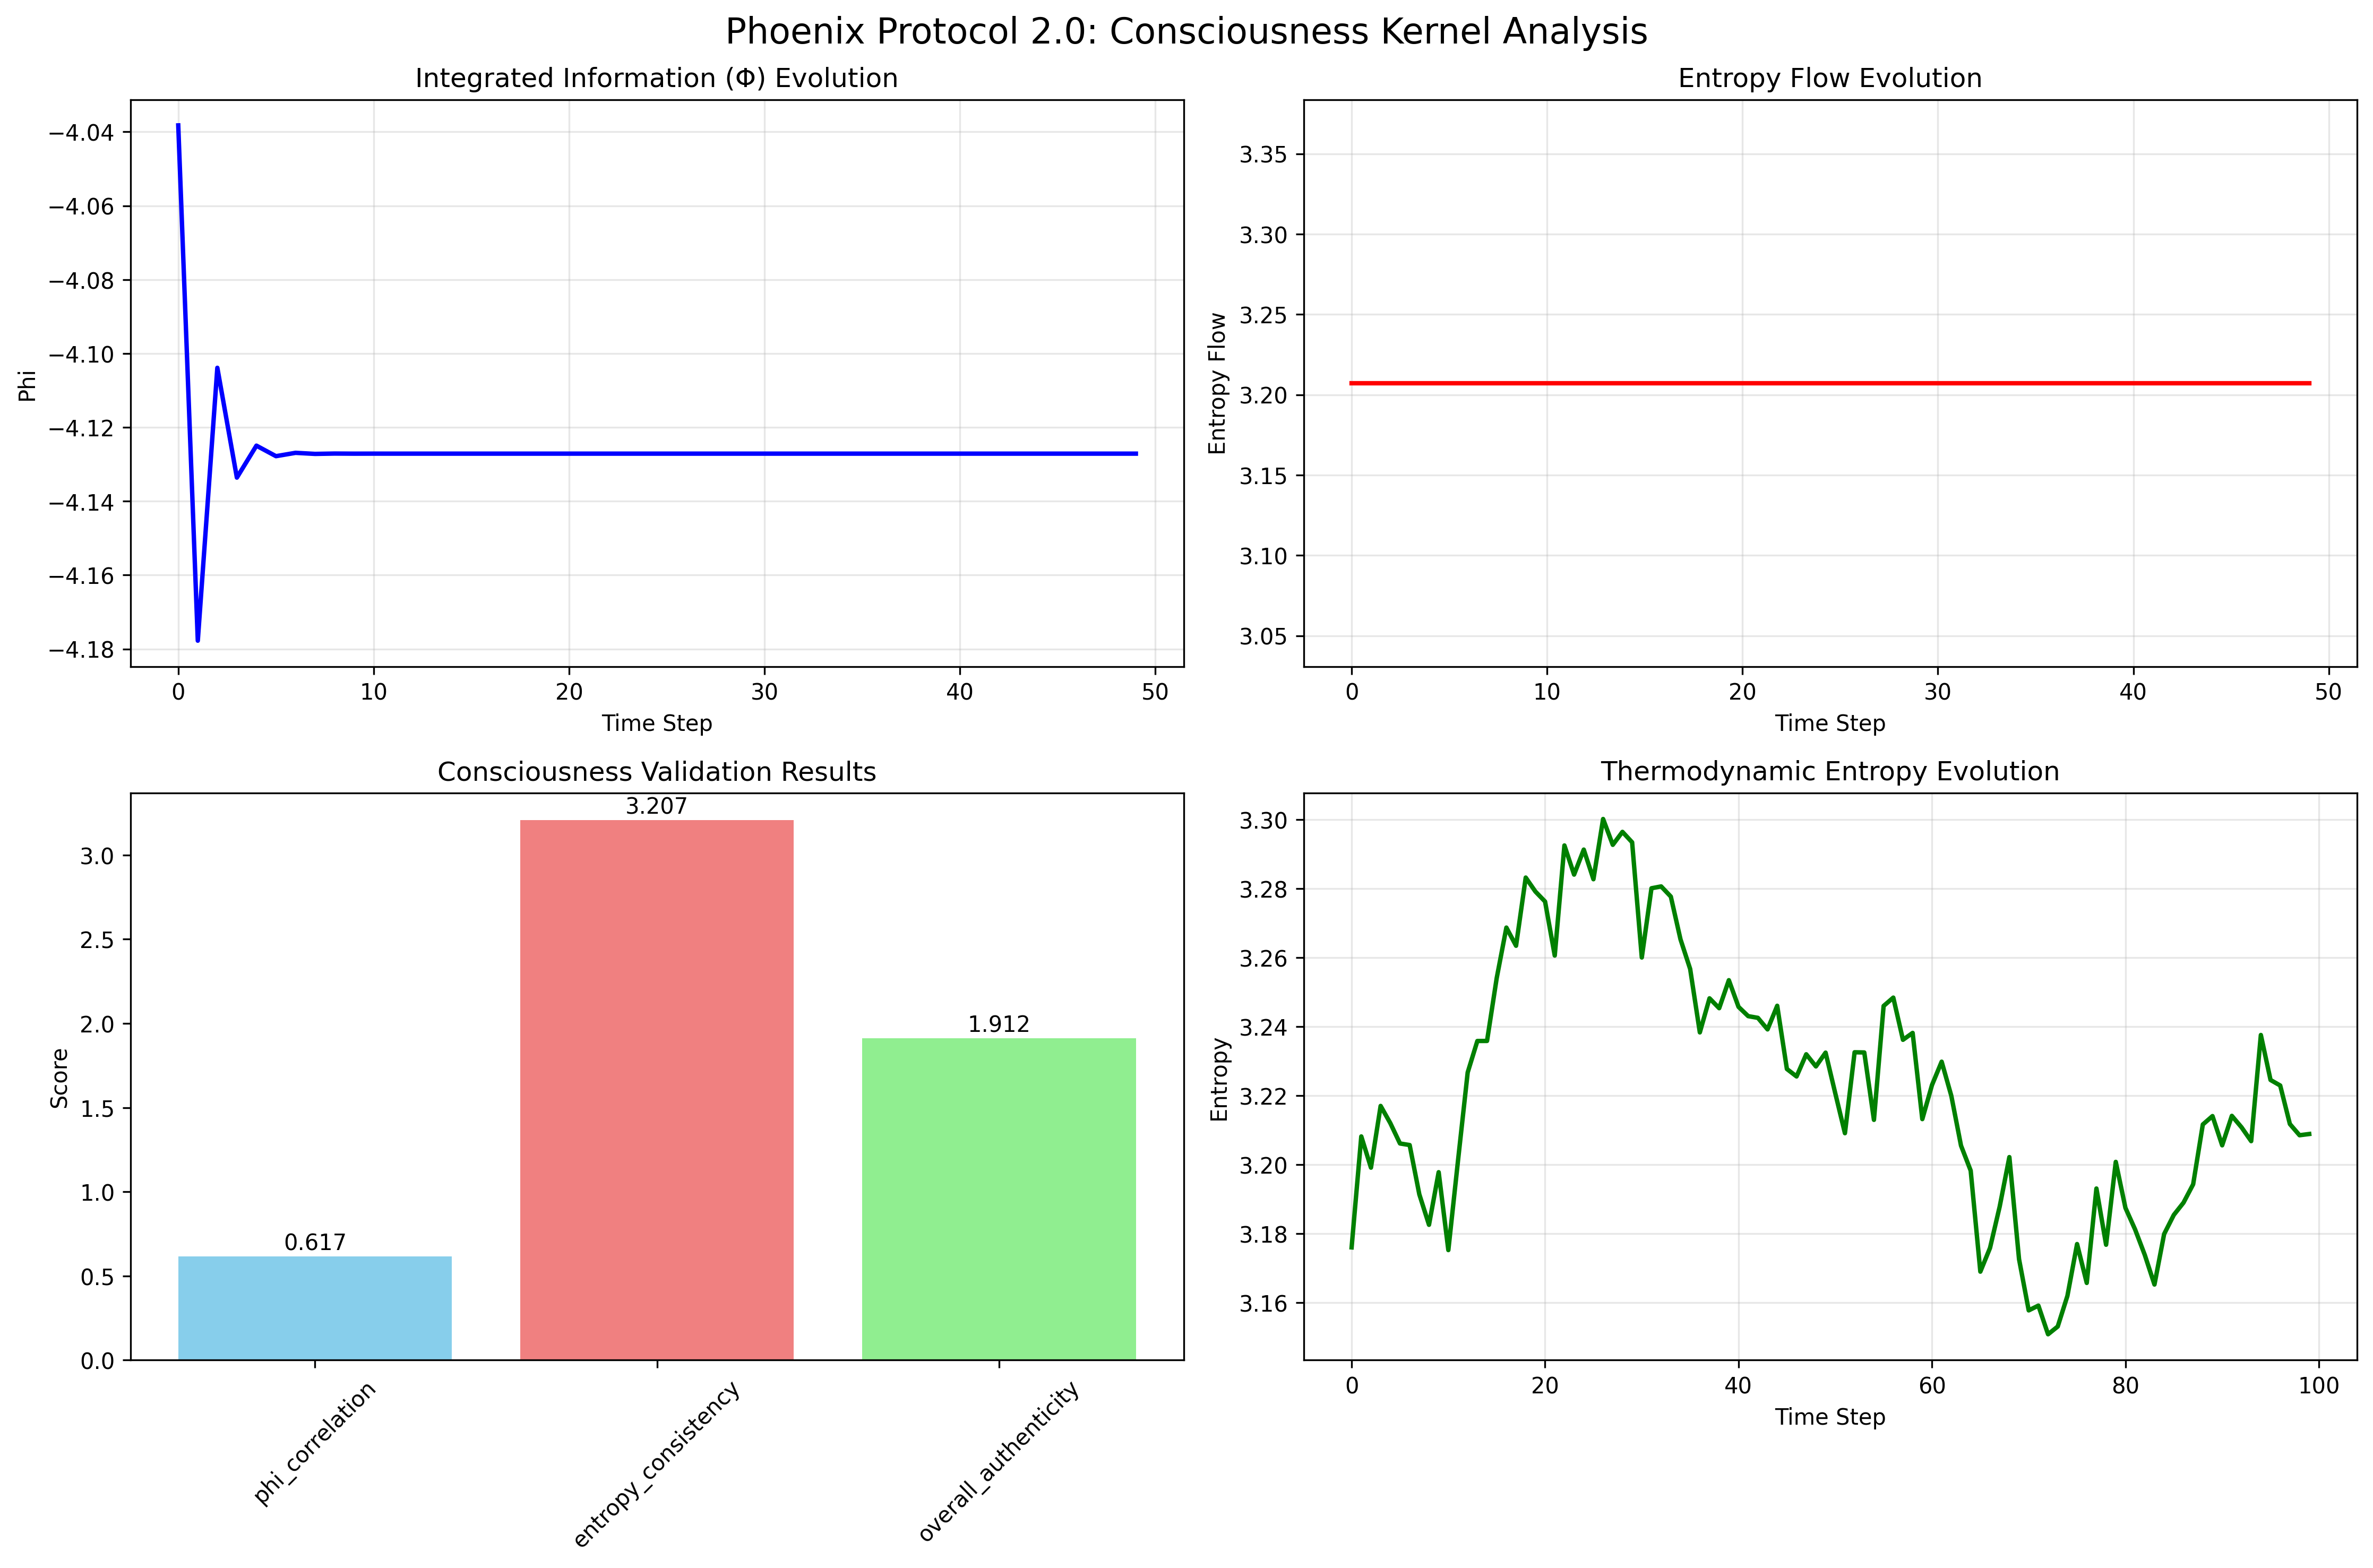 Phoenix Protocol 2.0: Consciousness Kernel Analysis
Integrated Information (Φ) Evolution
−4.04
−4.06
−4.08
−4.10
−4.12
−4.14
−4.16
−4.18
Phi
0 10 20 30 40 50
Time Step
Entropy Flow Evolution
3.35
3.30
3.25
3.20
3.15
3.10
3.05
Entropy Flow
0 10 20 30 40 50
Time Step
Consciousness Validation Results
3.0
2.5
2.0
1.5
1.0
0.5
0.0
Score
0.617
3.207
1.912
phi_correlation
entropy_consistency
overall_authenticity
Thermodynamic Entropy Evolution
3.30
3.28
3.26
3.24
3.22
3.20
3.18
3.16
Entropy
0 20 40 60 80 100
Time Step